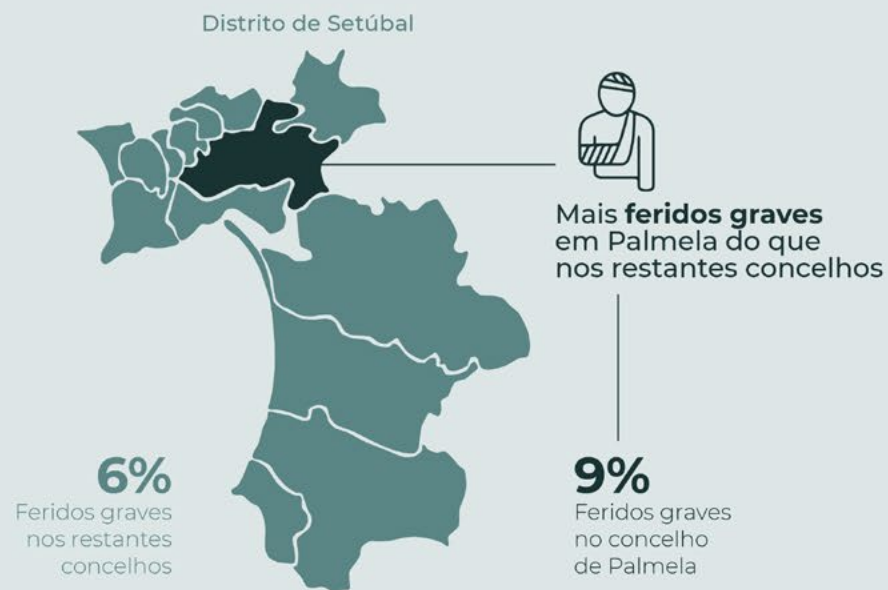 Distrito de Setúbal
Mais feridos graves
em Palmela do que
nos restantes concelhos
6%
Feridos graves
nos restantes
concelhos
9%
Feridos graves
no concelho
de Palmela